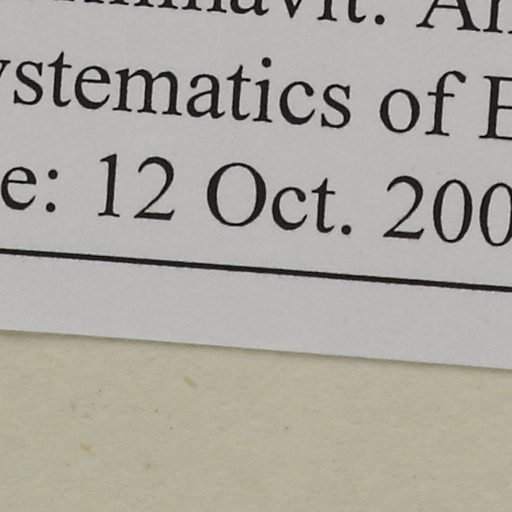 ystematics of E
e: 12 Oct. 200